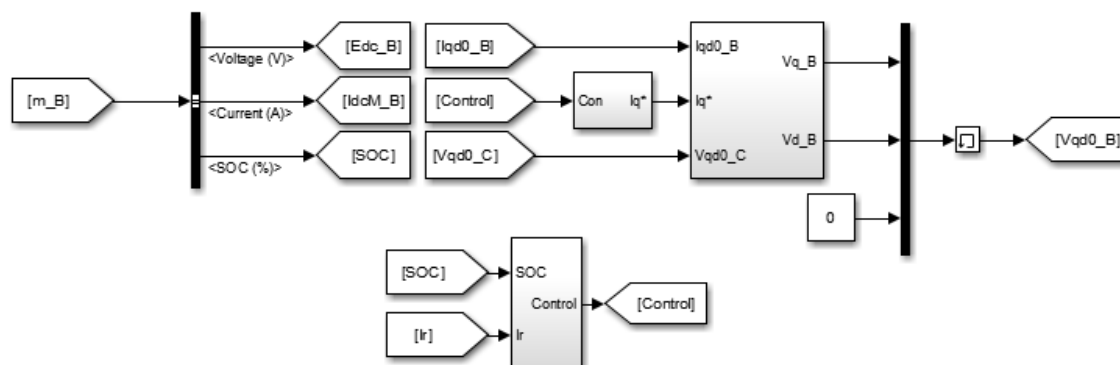 [m_B]
<Voltage (V)>
<Current (A)>
<SOC (%)>
[Edc_B]
[IdcM_B]
[SOC]
[Iqd0_B]
[Control]
[Vqd0_C]
Con Iq*
Iqd0_B
Iq*
Vqd0_C
Vq_B
Vd_B
0
[Vqd0_B]
[SOC]
[Ir]
SOC
Control
Ir
[Control]